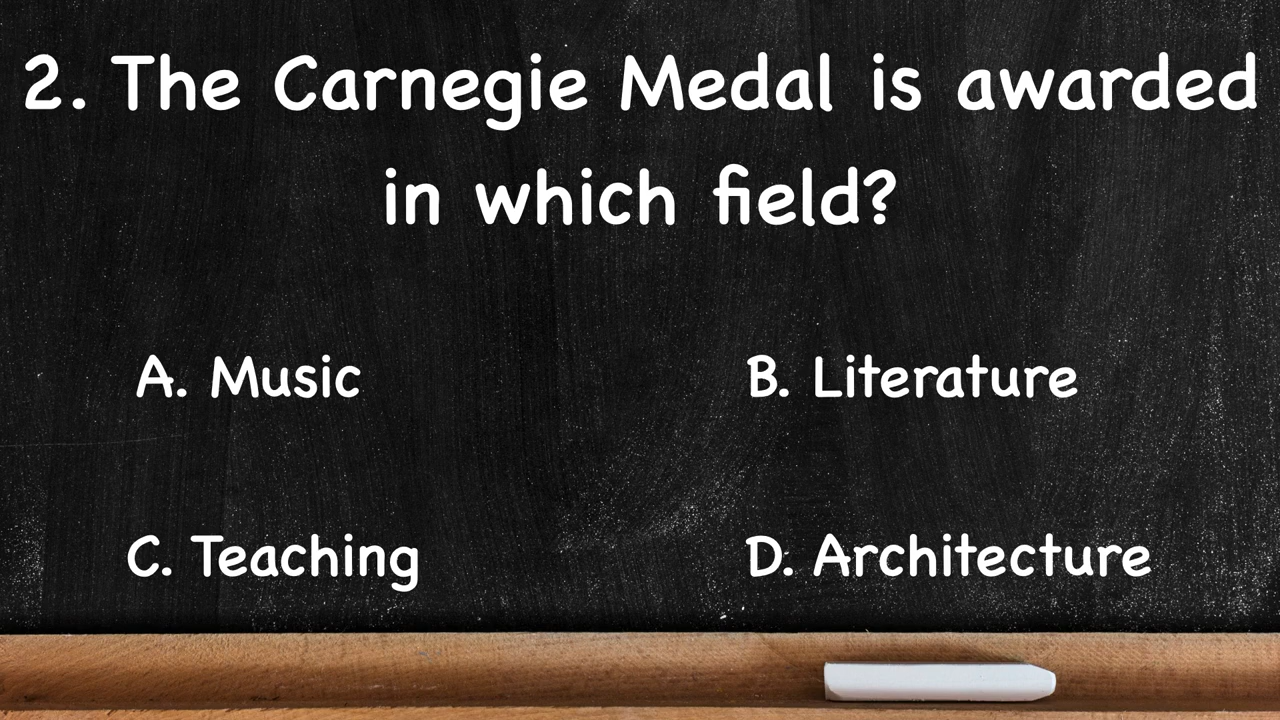 2. The Carnegie Medal is awarded
in which field?
A. Music
B. Literature
C. Teaching
D. Architecture